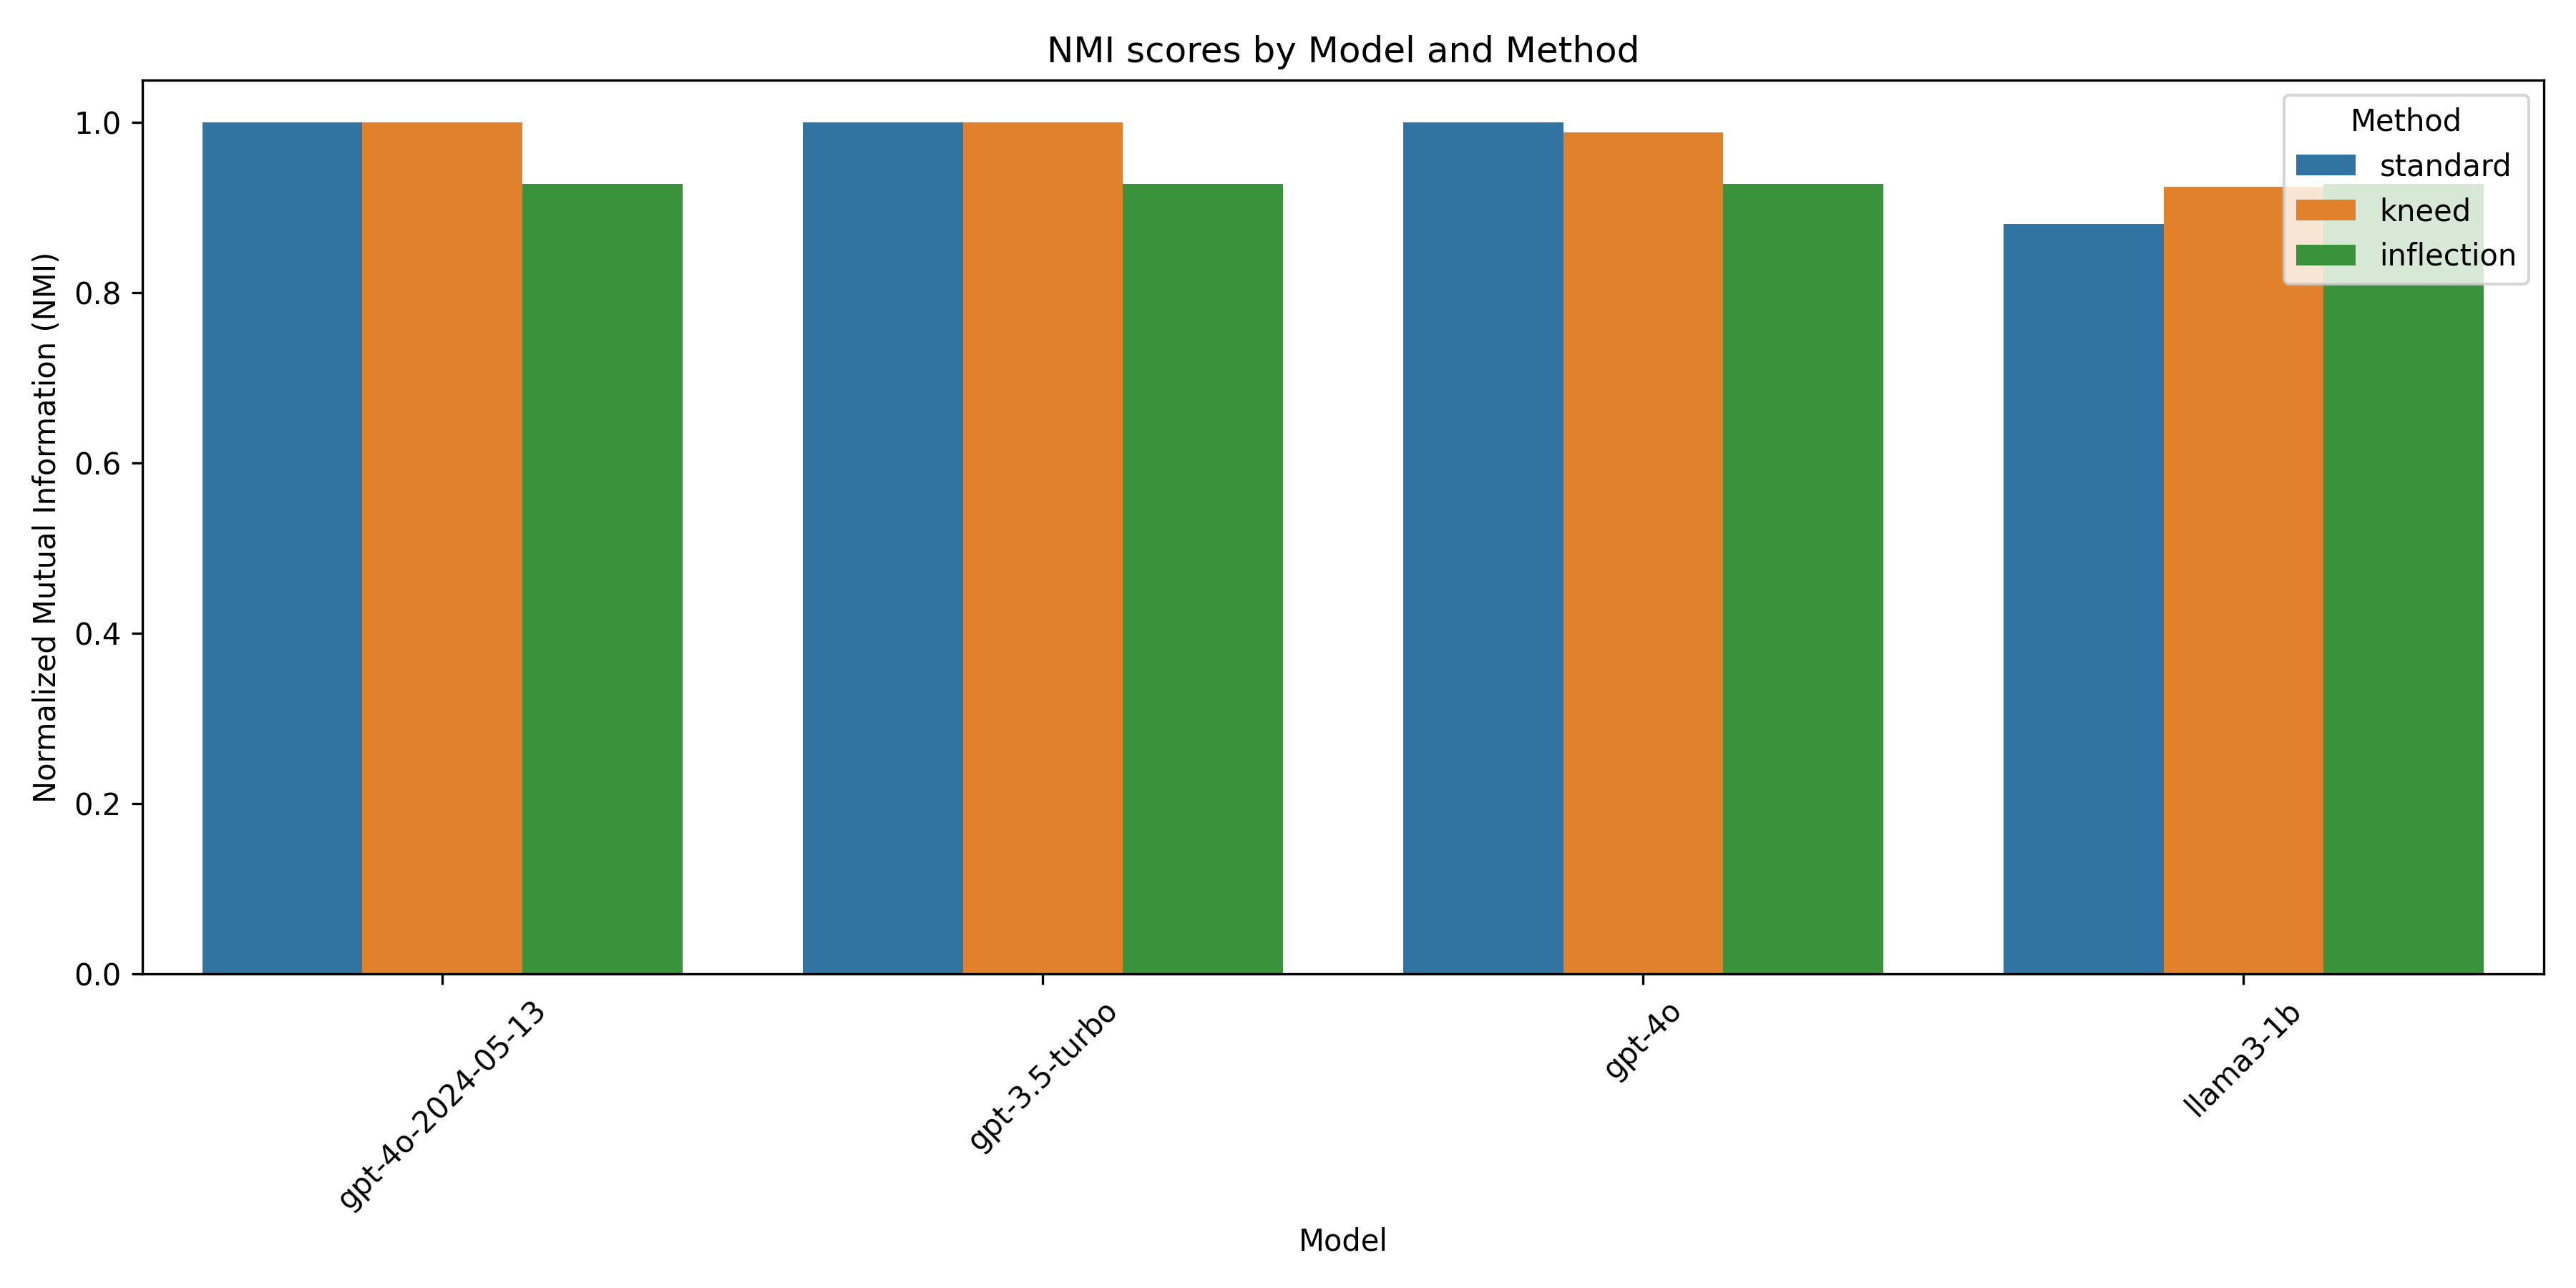 NMI scores by Model and Method
Normalized Mutual Information (NMI)
1.0
0.8
0.6
0.4
0.2
0.0
Method
standard
kneed
inflection
gpt-4o-2024-05-13
gpt-3.5-turbo
gpt-4o
llama3-1b
Model